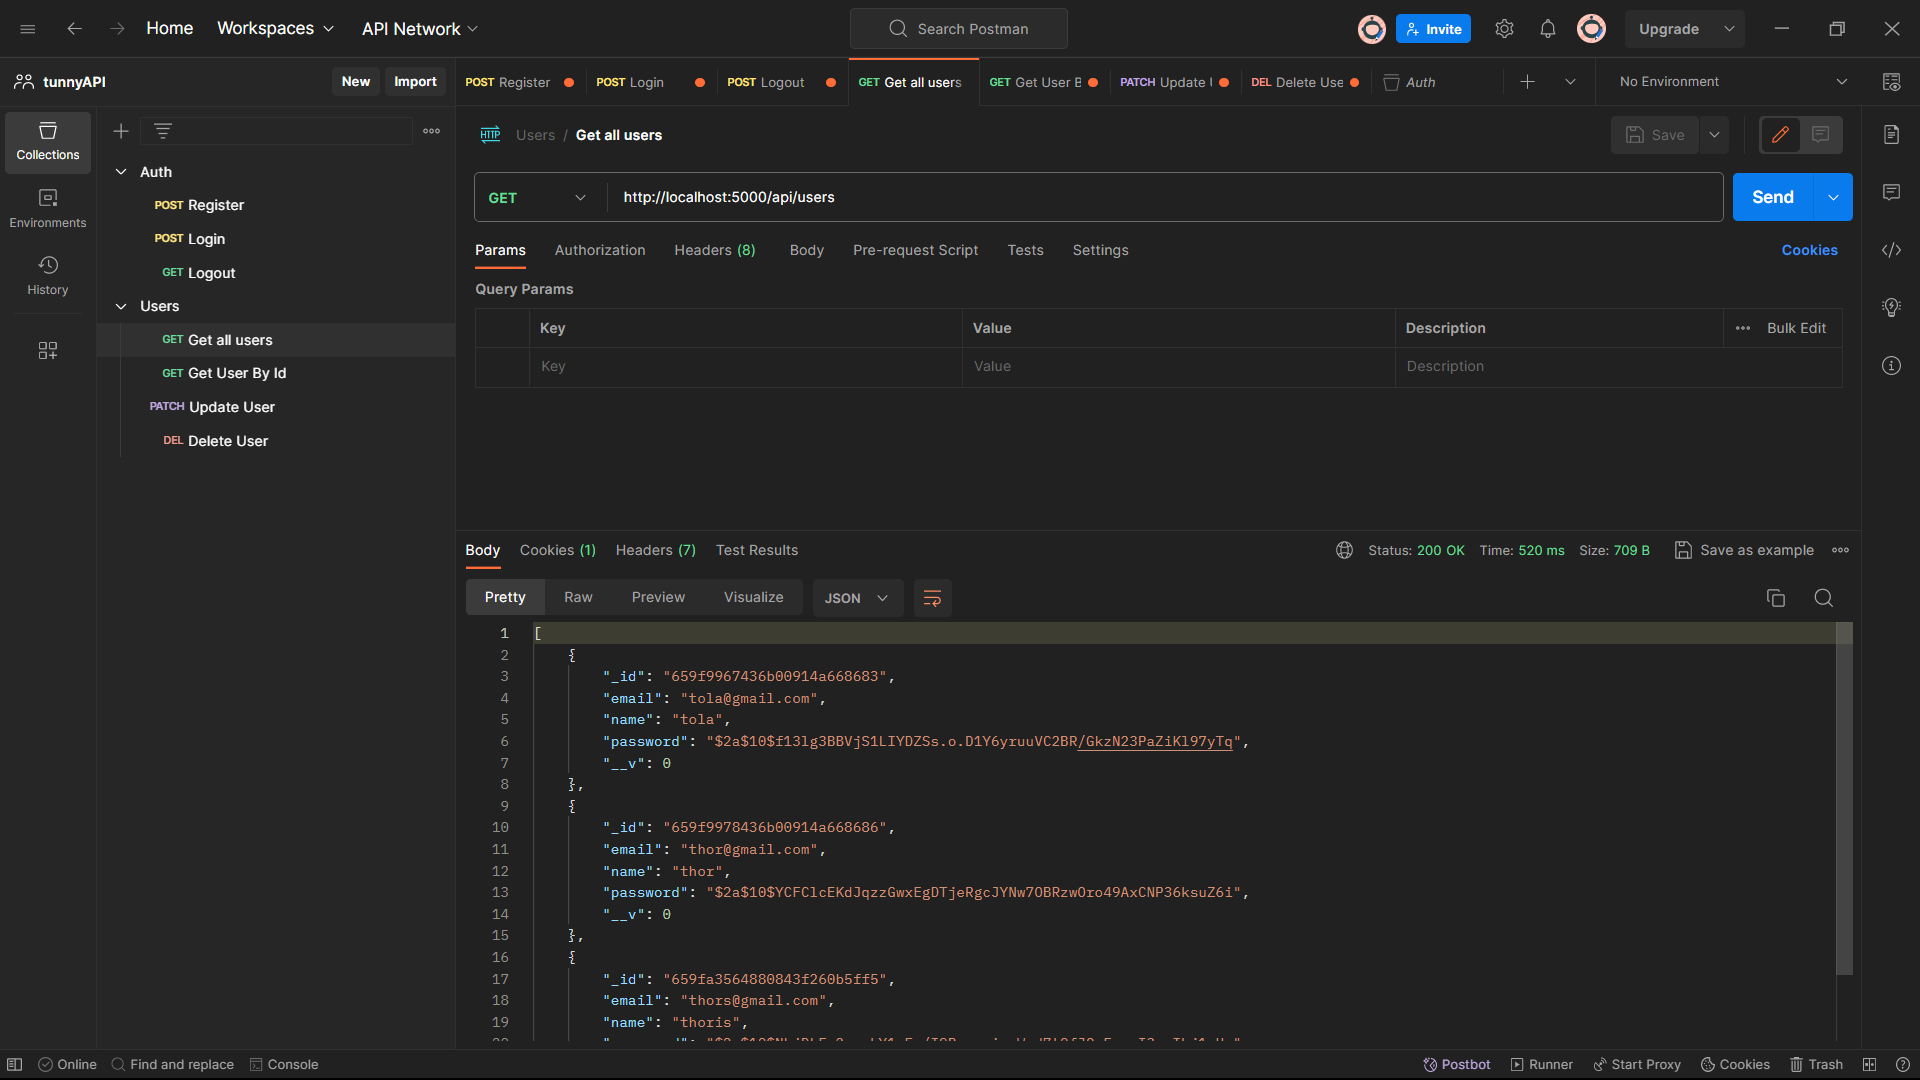 Home Workspaces API Network Search Postman Invite Upgrade
tunnyAPI New Import POST Register POST Login POST Logout GET Get all users GET Get User B PATCH Update DEL Delete Use Auth No Environment
Collections
Environments
History
Auth
POST Register
POST Login
GET Logout
Users
GET Get all users
GET Get User By Id
PATCH Update User
DEL Delete User
HTTP Users / Get all users Save
GET http://localhost:5000/api/users Send
Params Authorization Headers (8) Body Pre-request Script Tests Settings Cookies
Query Params
Key Value Description Bulk Edit
Key Value Description
Body Cookies (1) Headers (7) Test Results Status: 200 OK Time: 520 ms Size: 709 B Save as example
Pretty Raw Preview Visualize JSON
1 [
2 {
3 "_id": "659f9967436b00914a668683",
4 "email": "tola@gmail.com",
5 "name": "tola",
6 "password": "$2a$10$f13lg3BBVjS1LIYDZSs.o.D1Y6yruuVC2BR/GkzN23PaZiKl97yTq",
7 "__v": 0
8 },
9 {
10 "_id": "659f9978436b00914a668686",
11 "email": "thor@gmail.com",
12 "name": "thor",
13 "password": "$2a$10$YCFClcEKdJqzzGwxEgDTjeRgcJYNw7OBRzwOro49AxCNP36ksuZ6i",
14 "__v": 0
15 },
16 {
17 "_id": "659fa3564880843f260b5ff5",
18 "email": "thors@gmail.com",
19 "name": "thoris",
Online Find and replace Console Postbot Runner Start Proxy Cookies Trash